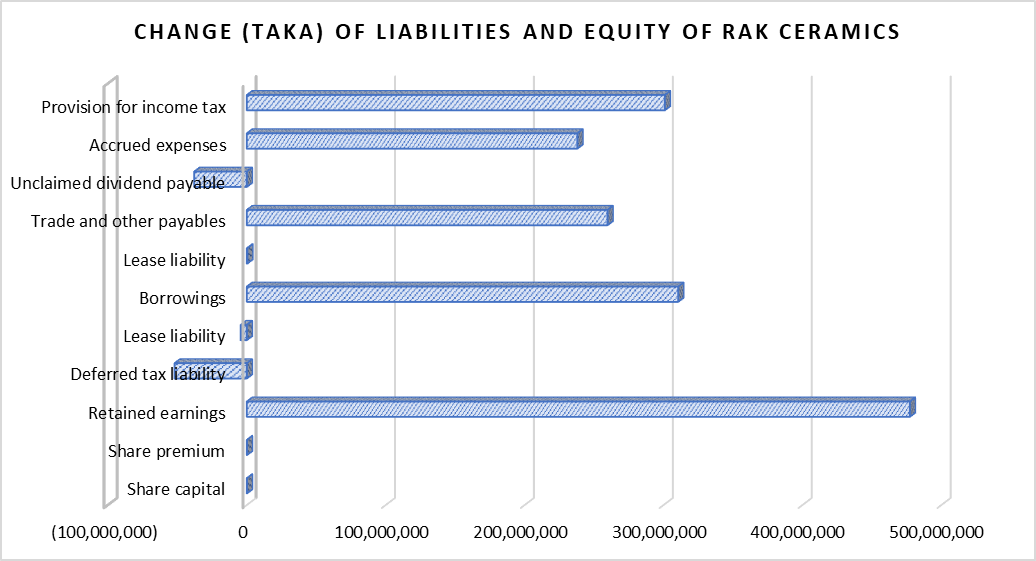 CHANGE (TAKA) OF LIABILITIES AND EQUITY OF RAK CERAMICS
Provision for income tax
Accrued expenses
Unclaimed dividend payable
Trade and other payables
Lease liability
Borrowings
Lease liability
Deferred tax liability
Retained earnings
Share premium
Share capital
(100,000,000) 0 100,000,000 200,000,000 300,000,000 400,000,000 500,000,000